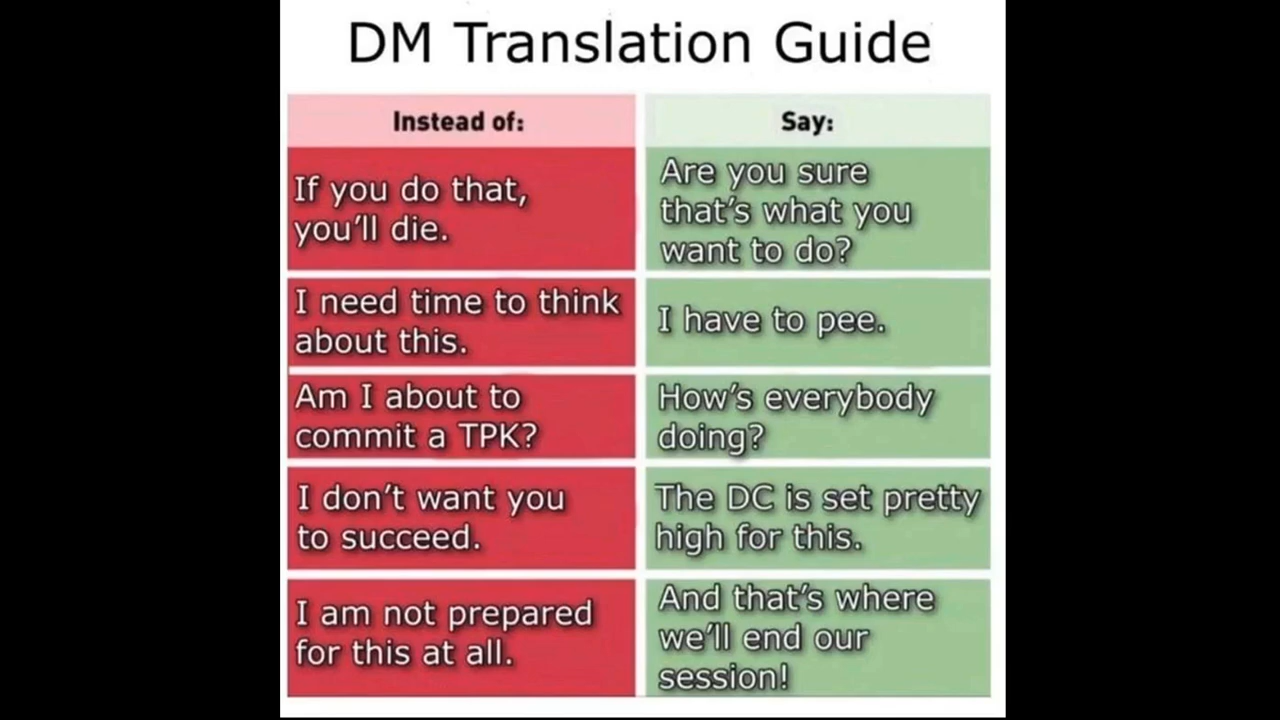 DM Translation Guide
Instead of:
Say:
If you do that,
you'll die.
Are you sure
that's what you
want to do?
I need time to think
about this.
I have to pee.
Am I about to
commit a TPK?
How's everybody
doing?
I don't want you
to succeed.
The DC is set pretty
high for this.
I am not prepared
for this at all.
And that's where
we'll end our
session!